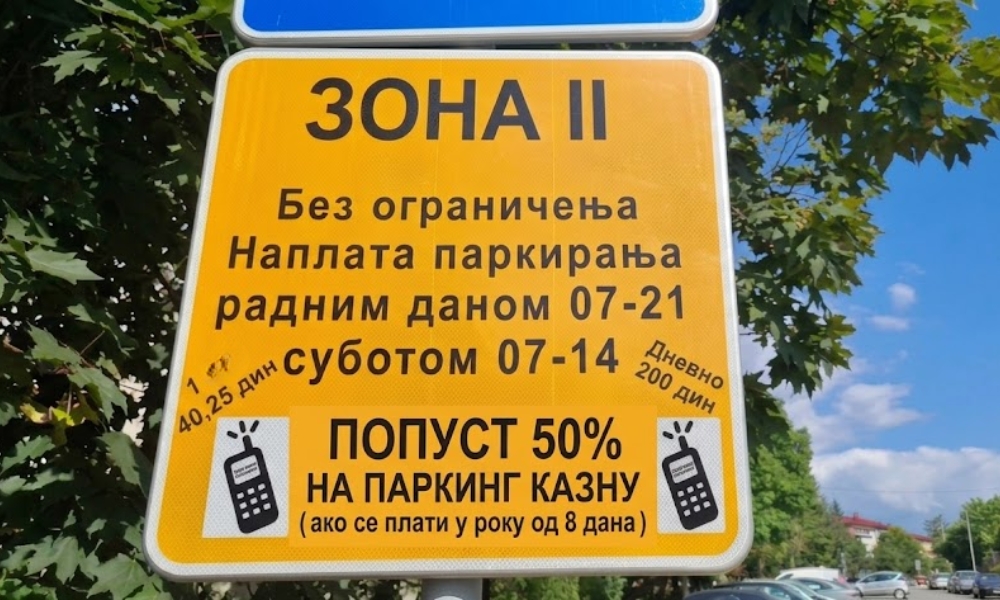 ЗОНА II
Без ограничења
Наплата паркирања
радним даном 07-21
суботом 07-14
1
40,25 дин
Дневно
200 дин
ПОПУСТ 50%
НА ПАРКИНГ КАЗНУ
(ако се плати у року од 8 дана)